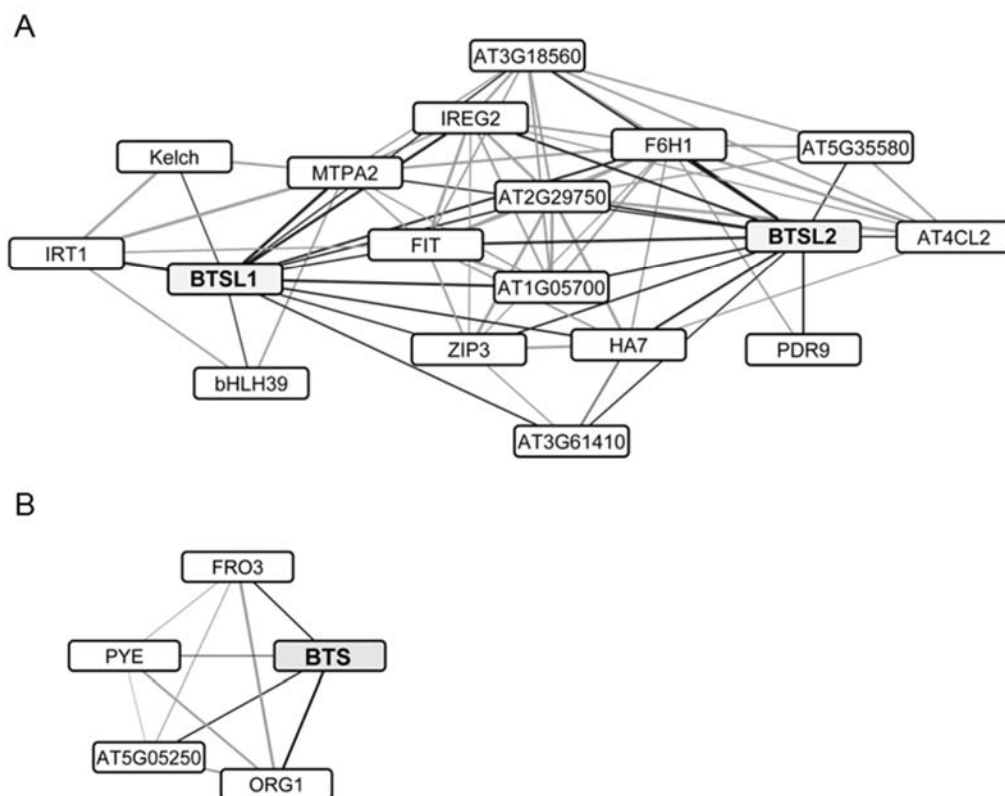 A
AT3G18560
IREG2
Kelch
F6H1
AT5G35580
MTPA2
AT2G29750
IRT1
FIT
BTSL2
AT4CL2
BTSL1
AT1G05700
ZIP3
HA7
PDR9
bHLH39
AT3G61410
B
FRO3
PYE
BTS
AT5G05250
ORG1